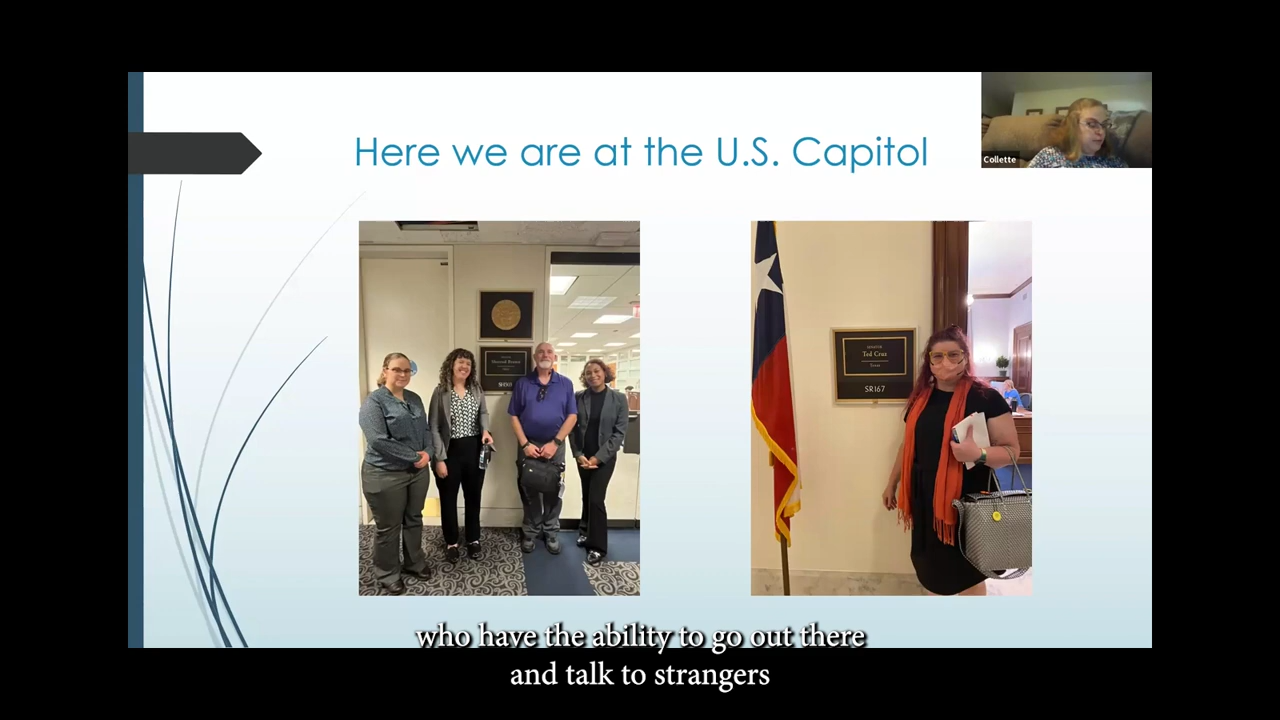 Here we are at the U.S. Capitol
Collette
SENATOR
Ted Cruz
Texas
SR167
who have the ability to go out there
and talk to strangers